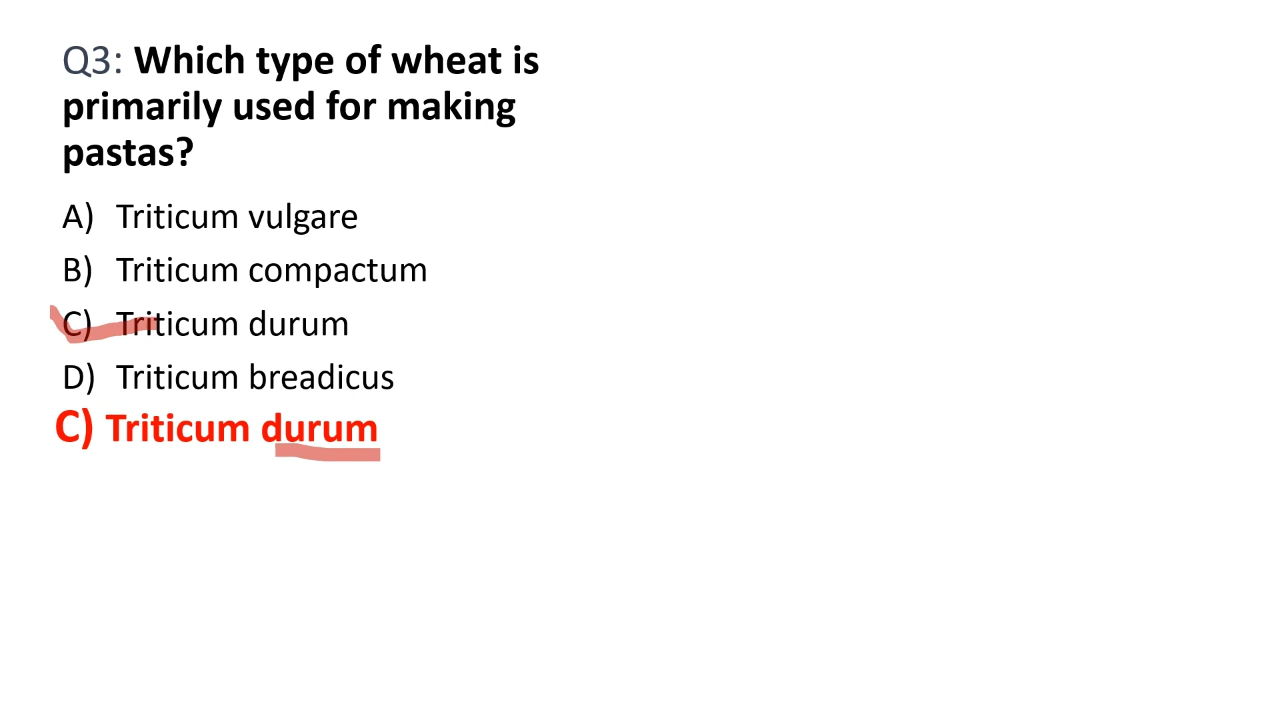 Q3: Which type of wheat is
primarily used for making
pastas?
A) Triticum vulgare
B) Triticum compactum
C) Triticum durum
D) Triticum breadicus
C) Triticum durum